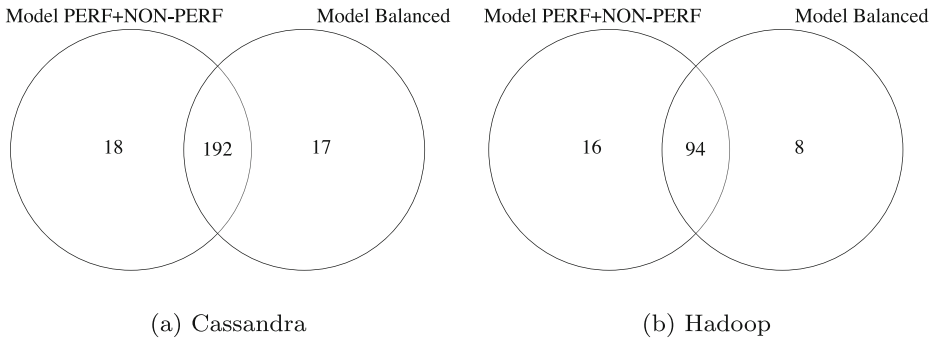 Model PERF+NON-PERF Model Balanced Model PERF+NON-PERF Model Balanced
18 192 17 16 94 8
(a) Cassandra (b) Hadoop